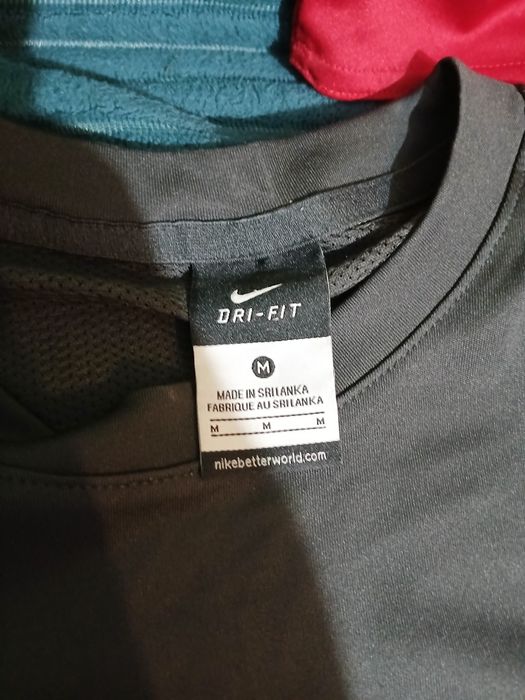 DRI-FIT
M
MADE IN SRI LANKA
FABRIQUE AU SRI LANKA
M M M
nikebetterworld.com